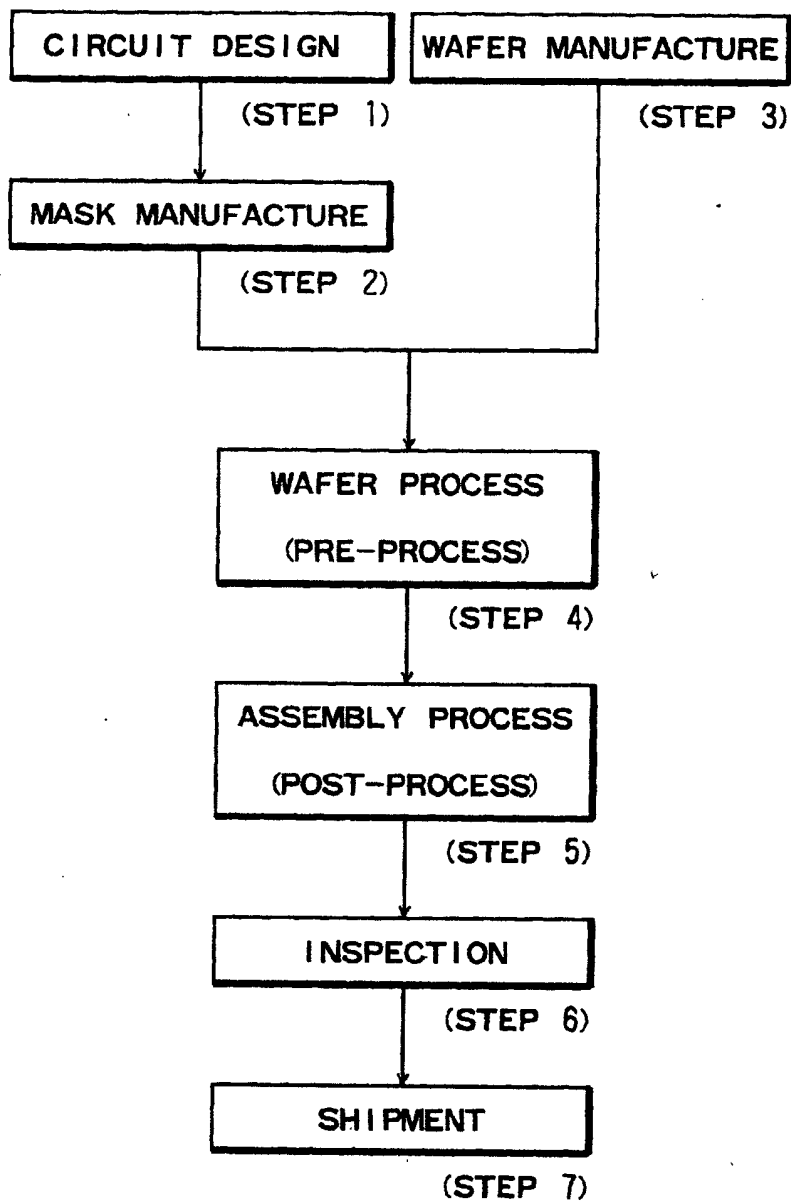 CIRCUIT DESIGN
(STEP 1)
WAFER MANUFACTURE
(STEP 3)
MASK MANUFACTURE
(STEP 2)
WAFER PROCESS
(PRE-PROCESS)
(STEP 4)
ASSEMBLY PROCESS
(POST-PROCESS)
(STEP 5)
INSPECTION
(STEP 6)
SHIPMENT
(STEP 7)